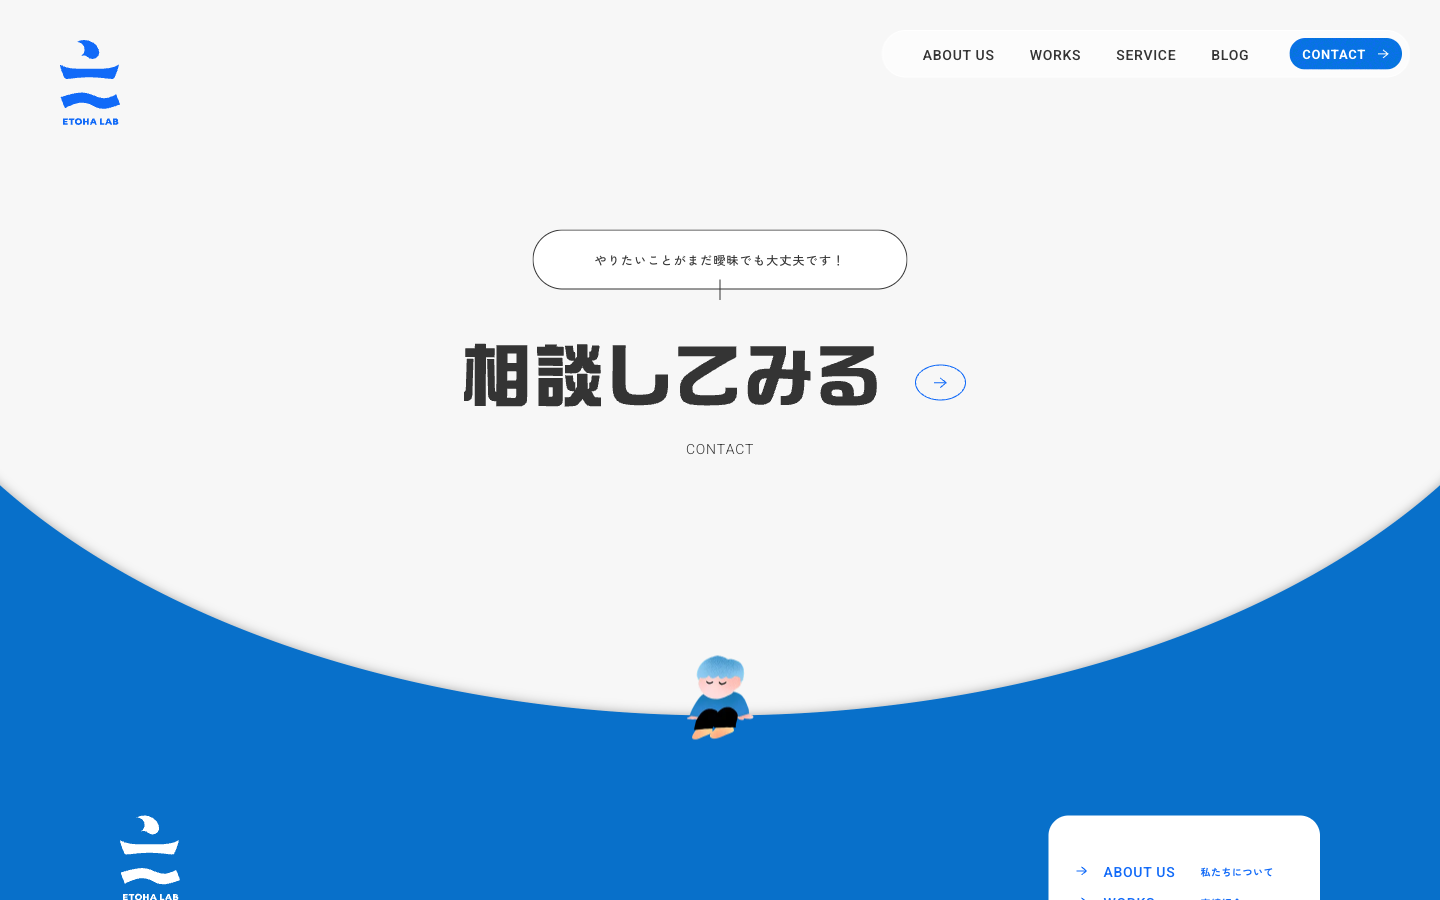 ETOHA LAB
ABOUT US
WORKS
SERVICE
BLOG
CONTACT
やりたいことがまだ曖昧でも大丈夫です！
相談してみる
CONTACT
ETOHA LAB
ABOUT US 私たちについて
WORKS